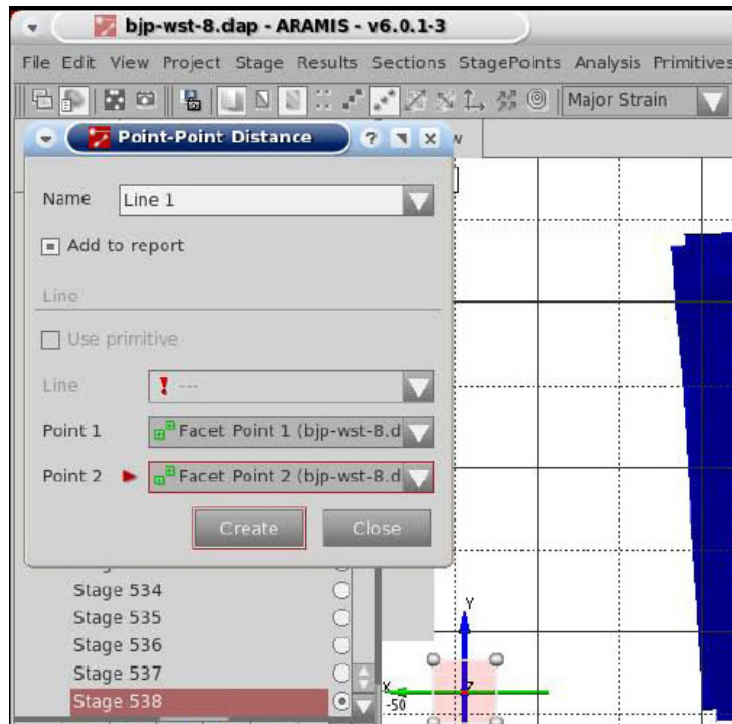 bjp-wst-8.dap - ARAMIS - v6.0.1-3
File Edit View Project Stage Results Sections StagePoints Analysis Primitives
Major Strain
Point-Point Distance
Name Line 1
Add to report
Line
Use primitive
Line ! ---
Point 1 Facet Point 1 (bjp-wst-8.d
Point 2 Facet Point 2 (bjp-wst-8.d
Create Close
Stage 534
Stage 535
Stage 536
Stage 537
Stage 538
Y
X Z
-50